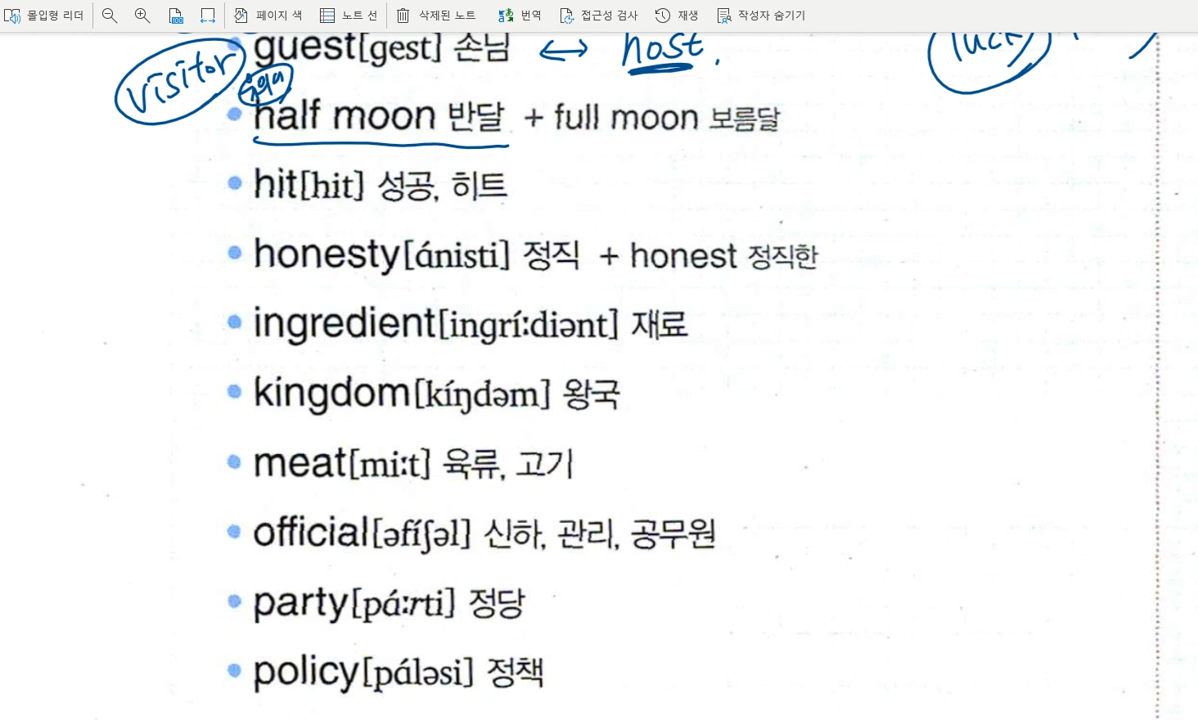 몰입형 리더 페이지 색 노트 선 삭제된 노트 번역 접근성 검사 재생 작성자 숨기기
guest[gest] 손님 ↔ host.
luck
visitor
half moon 반달 + full moon 보름달
hit[hit] 성공, 히트
honesty[ánisti] 정직 + honest 정직한
ingredient[ingríːdiənt] 재료
kingdom[kíŋdəm] 왕국
meat[miːt] 육류, 고기
official[əfíʃəl] 신하, 관리, 공무원
party[páːrti] 정당
policy[páləsi] 정책